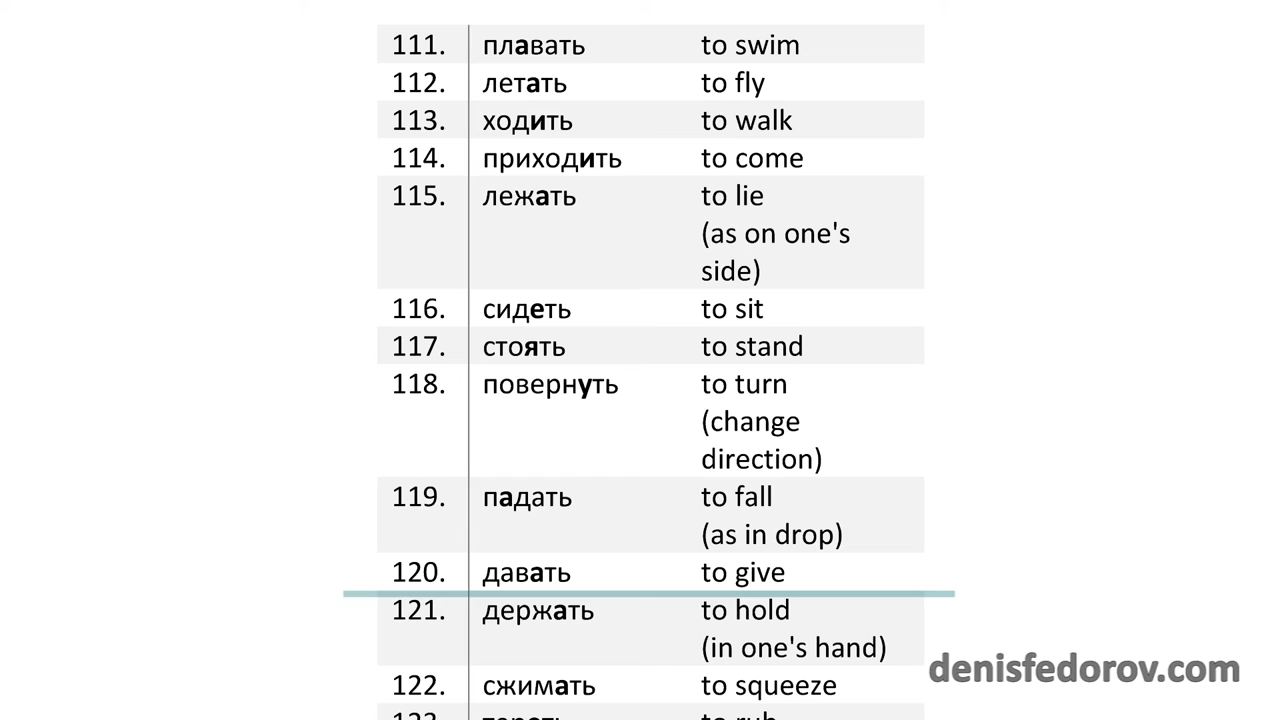 111. плавать to swim
112. летать to fly
113. ходить to walk
114. приходить to come
115. лежать to lie
(as on one's
side)
116. сидеть to sit
117. стоять to stand
118. повернуть to turn
(change
direction)
119. падать to fall
(as in drop)
120. давать to give
121. держать to hold
(in one's hand)
122. сжимать to squeeze
denisfedorov.com